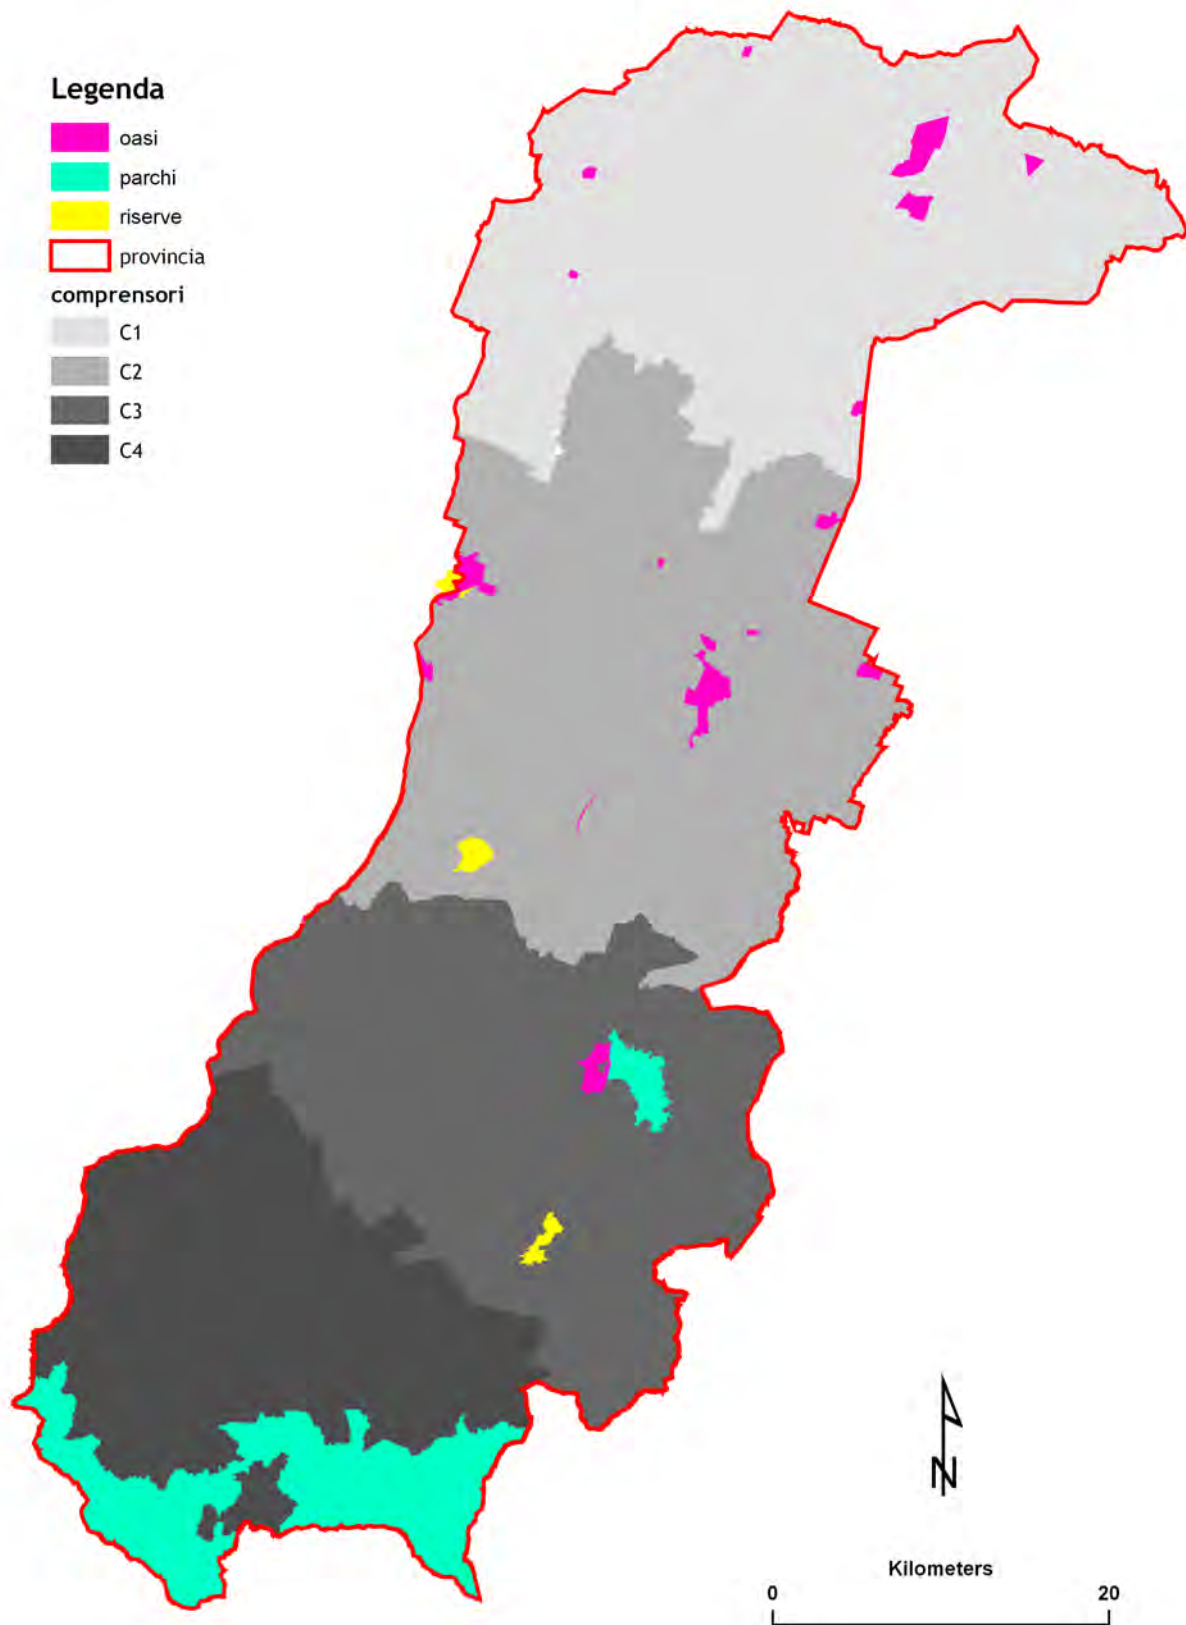 Legenda
oasi
parchi
riserve
provincia
comprensori
C1
C2
C3
C4
N
Kilometers
0 20